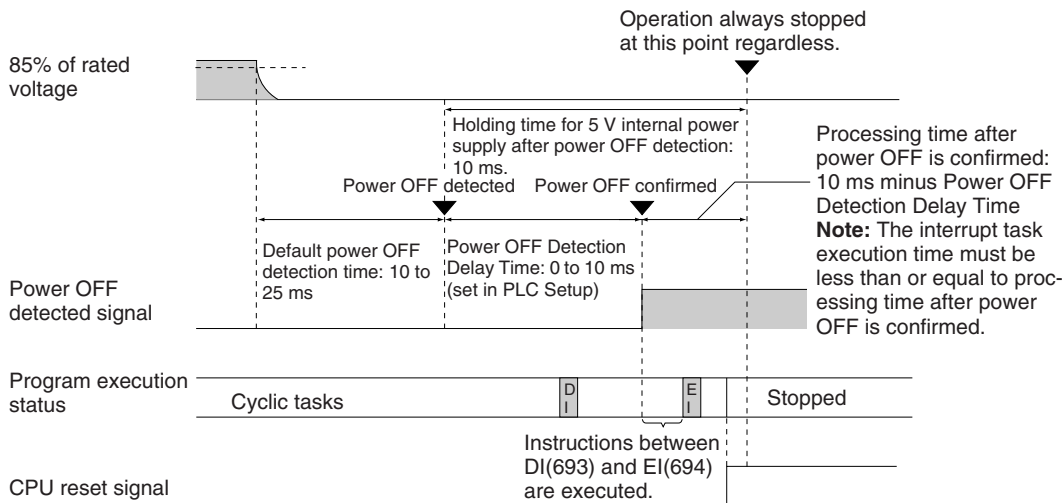 Operation always stopped
at this point regardless.
85% of rated
voltage
Holding time for 5 V internal power
supply after power OFF detection:
10 ms.
Processing time after
power OFF is confirmed:
10 ms minus Power OFF
Detection Delay Time
Note: The interrupt task
execution time must be
less than or equal to proc-
essing time after power
OFF is confirmed.
Power OFF detected
Power OFF confirmed
Default power OFF
detection time: 10 to
25 ms
Power OFF Detection
Delay Time: 0 to 10 ms
(set in PLC Setup)
Power OFF
detected signal
Program execution
status
Cyclic tasks
D
I
E
I
Stopped
Instructions between
DI(693) and EI(694)
are executed.
CPU reset signal